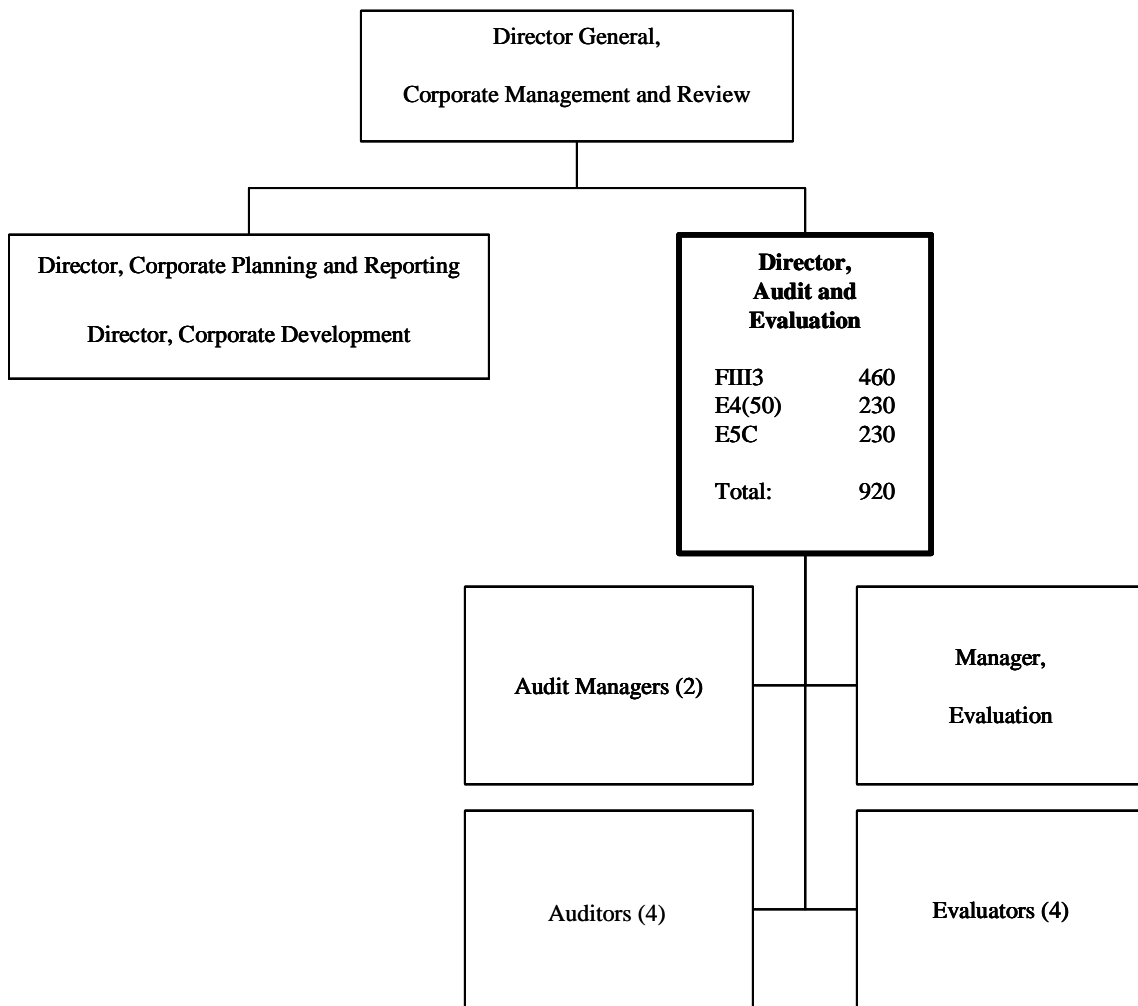 Director General,
Corporate Management and Review
Director, Corporate Planning and Reporting
Director, Corporate Development
Director,
Audit and
Evaluation
FIII3 460
E4(50) 230
E5C 230
Total: 920
Audit Managers (2)
Manager,
Evaluation
Auditors (4)
Evaluators (4)